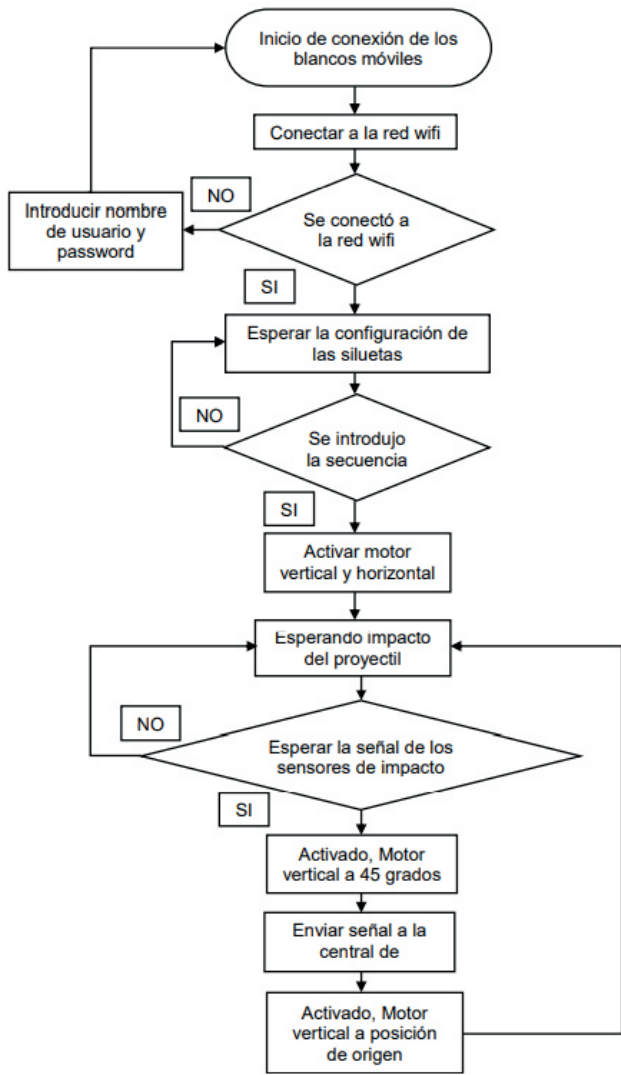 Inicio de conexión de los
blancos móviles
Conectar a la red wifi
NO
Introducir nombre
de usuario y
password
Se conectó a
la red wifi
SI
Esperar la configuración de
las siluetas
NO
Se introdujo
la secuencia
SI
Activar motor
vertical y horizontal
Esperando impacto
del proyectil
NO
Esperar la señal de los
sensores de impacto
SI
Activado, Motor
vertical a 45 grados
Enviar señal a la
central de
Activado, Motor
vertical a posición
de origen